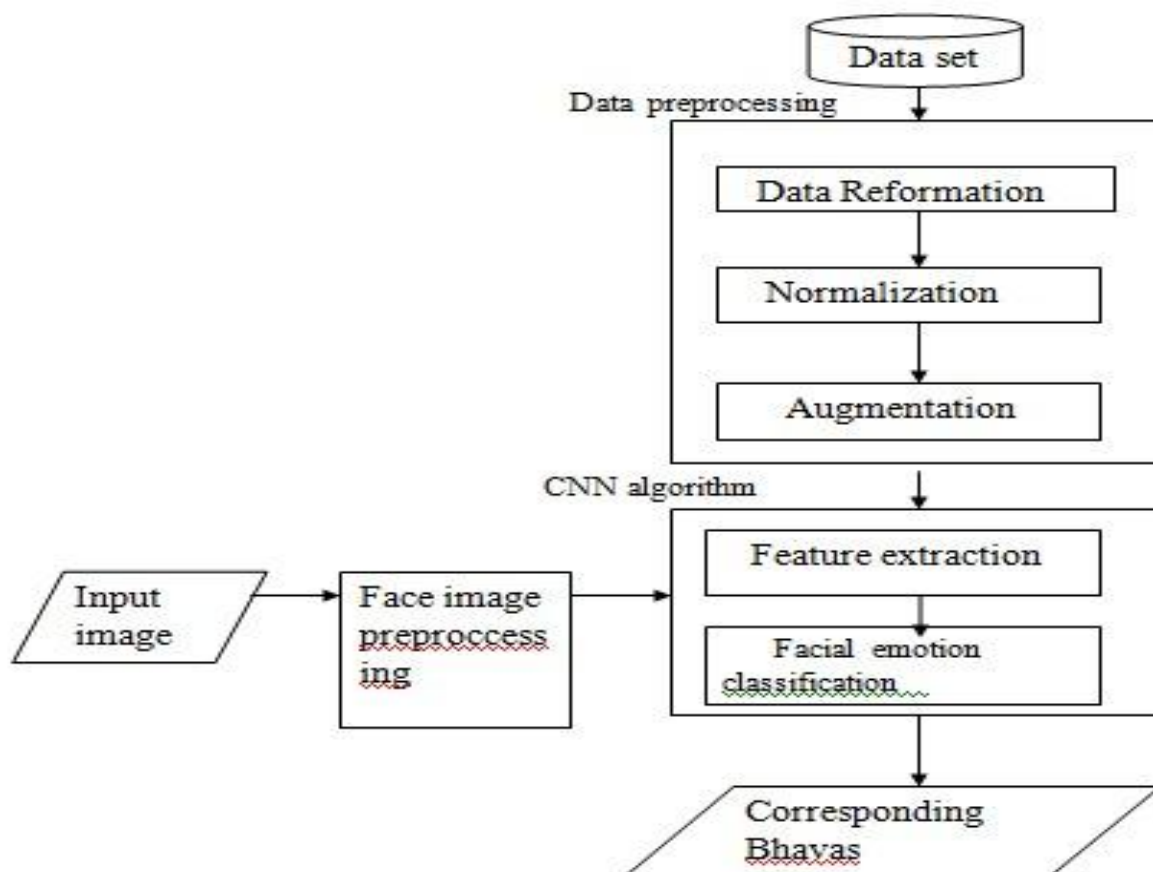 Data set
Data preprocessing
Data Reformation
Normalization
Augmentation
CNN algorithm
Feature extraction
Facial emotion
classification
Input
image
Face image
preproccess
ing
Corresponding
Bhavas